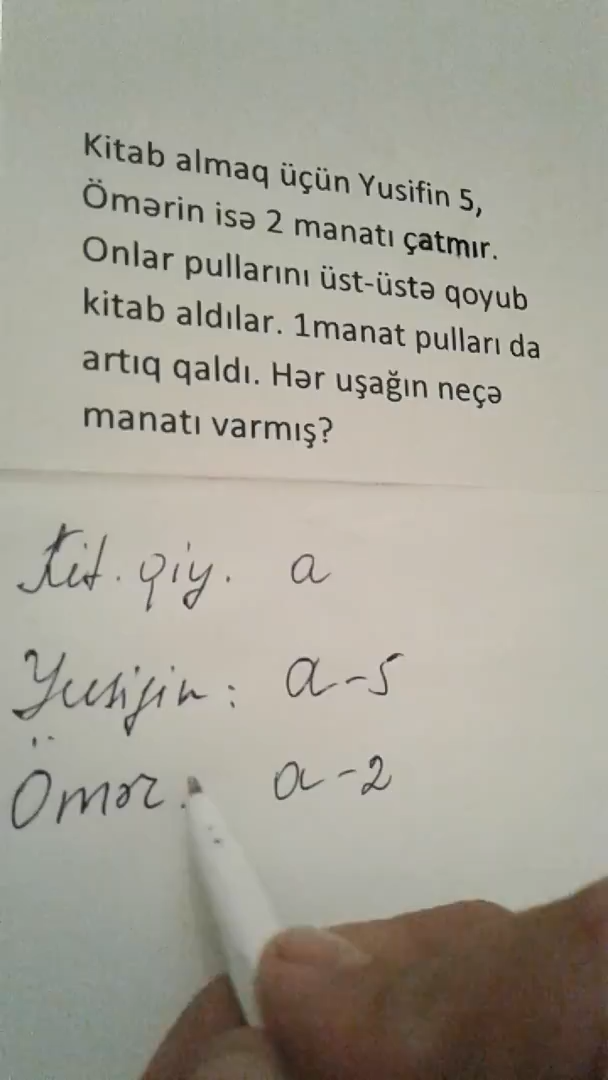 Kitab almaq üçün Yusifin 5,
Ömərin isə 2 manatı çatmır.
Onlar pullarını üst-üstə qoyub
kitab aldılar. 1manat pulları da
artıq qaldı. Hər uşağın neçə
manatı varmış?
Kit. qiy. a
Yusifin: a-5
Ömər. a-2